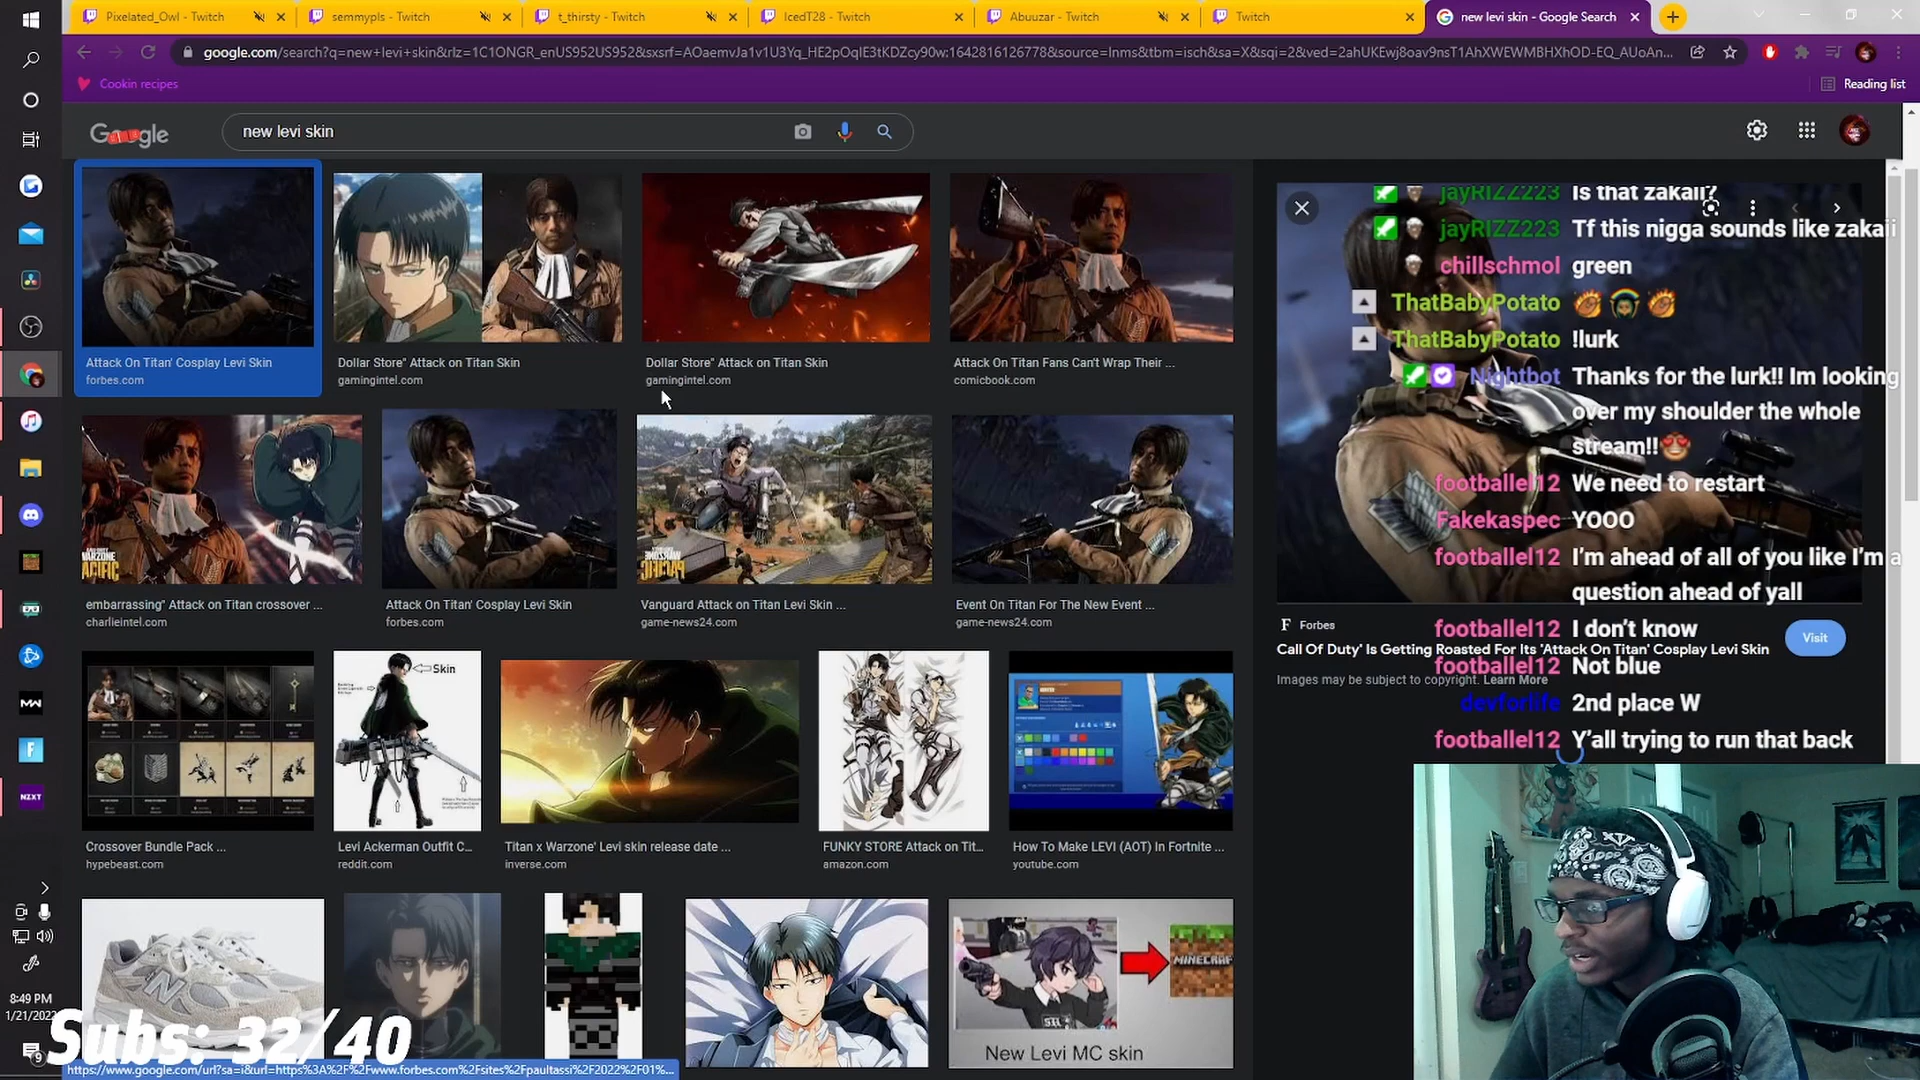 Pixelated_Owl - Twitch
semmypls - Twitch
t_thirsty - Twitch
IcedT28 - Twitch
Abuuzar - Twitch
Twitch
new levi skin - Google Search
Cookin recipes
Reading list
Google
new levi skin
Attack On Titan' Cosplay Levi Skin
forbes.com
Dollar Store" Attack on Titan Skin
gamingintel.com
Dollar Store" Attack on Titan Skin
gamingintel.com
Attack On Titan Fans Can't Wrap Their ...
comicbook.com
embarrassing" Attack on Titan crossover ...
charlieintel.com
Attack On Titan' Cosplay Levi Skin
forbes.com
Vanguard Attack on Titan Levi Skin ...
game-news24.com
Event On Titan For The New Event ...
game-news24.com
Skin
Crossover Bundle Pack ...
hypebeast.com
Levi Ackerman Outfit C...
reddit.com
Titan x Warzone' Levi skin release date ...
inverse.com
FUNKY STORE Attack on Tit...
amazon.com
How To Make LEVI (AOT) In Fortnite ...
youtube.com
MINECRAFT
New Levi MC skin
jayRIZZ223 Is that zakaii?
jayRIZZ223 Tf this nigga sounds like zakaii
chillschmol green
ThatBabyPotato
ThatBabyPotato !lurk
Nightbot Thanks for the lurk!! Im looking
over my shoulder the whole
stream!!
footballel12 We need to restart
Fakekaspec YOOO
footballel12 I'm ahead of all of you like I'm a
question ahead of yall
footballel12 I don't know
footballel12 Not blue
devforlife 2nd place W
footballel12 Y'all trying to run that back
F Forbes
Call Of Duty' Is Getting Roasted For Its 'Attack On Titan' Cosplay Levi Skin
Images may be subject to copyright. Learn More
Visit
NZXT
8:49 PM
Subs: 32/40